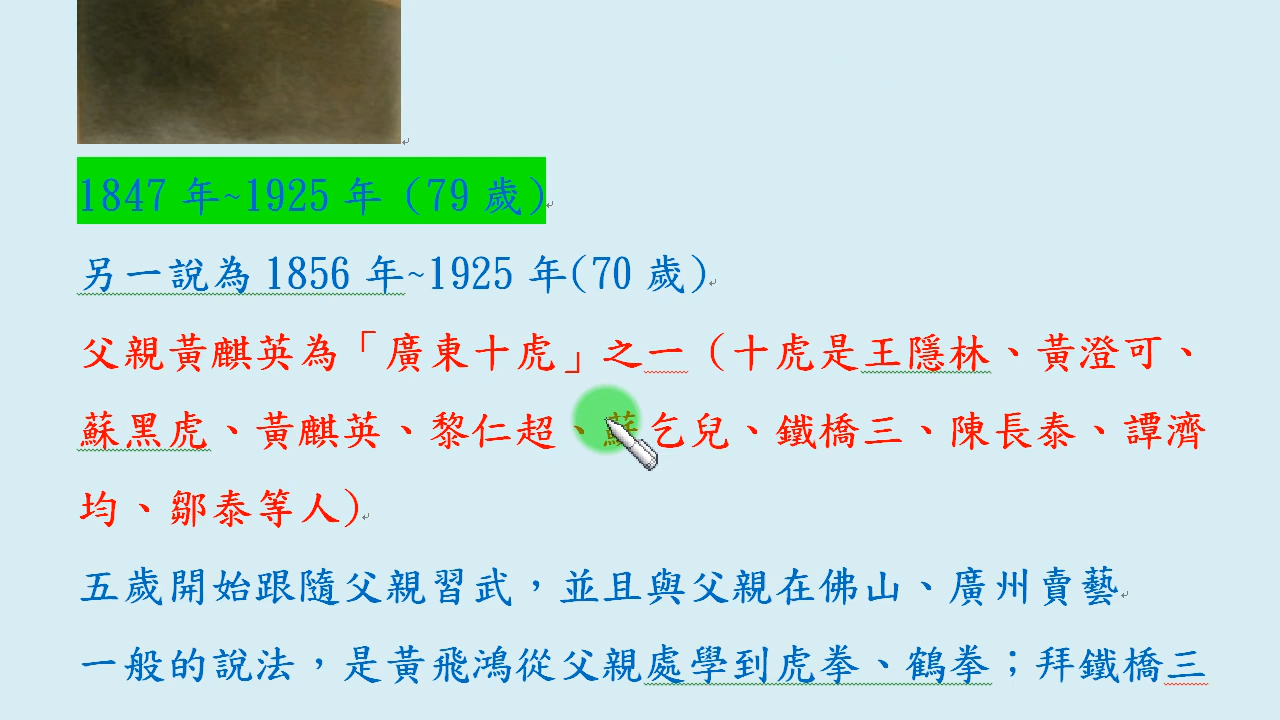 1847 年~1925 年（79 歲)
另一說為 1856 年~1925 年(70 歲)
父親黃麒英為「廣東十虎」之一（十虎是王隱林、黃澄可、
蘇黑虎、黃麒英、黎仁超、蘇乞兒、鐵橋三、陳長泰、譚濟
均、鄒泰等人)
五歲開始跟隨父親習武，並且與父親在佛山、廣州賣藝
一般的說法，是黃飛鴻從父親處學到虎拳、鶴拳；拜鐵橋三